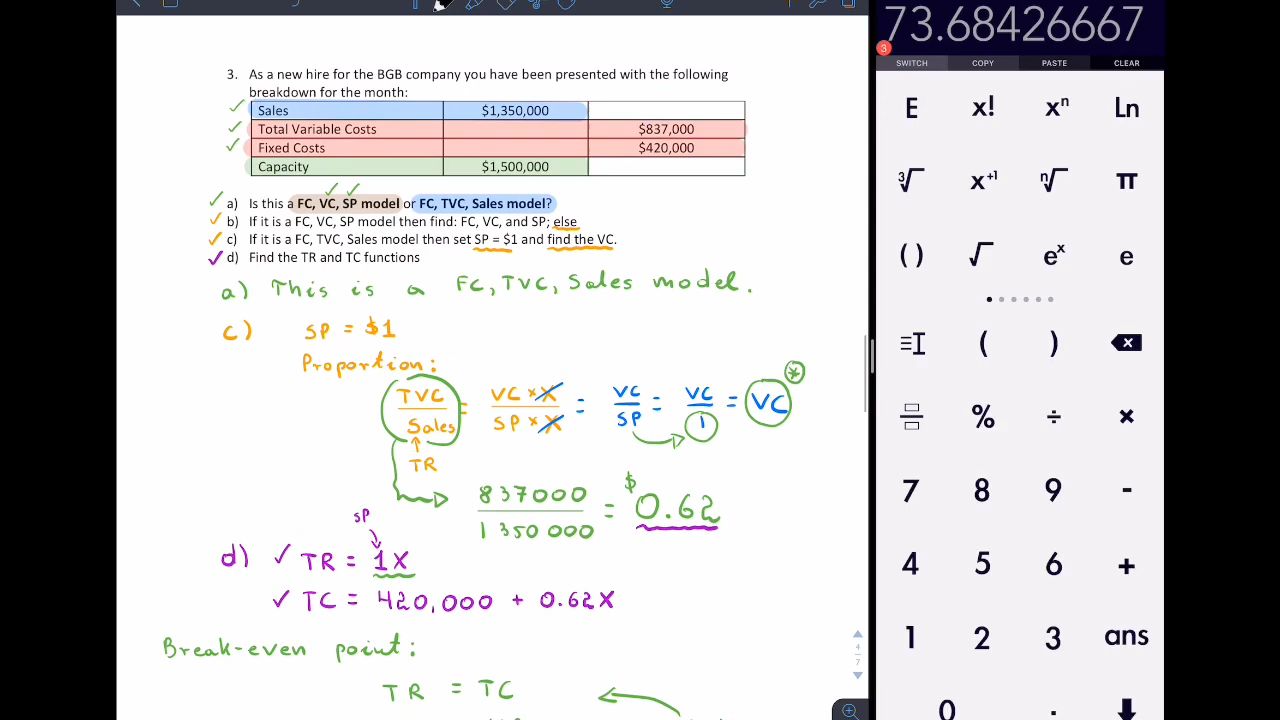 73.68426667
3
SWITCH COPY PASTE CLEAR
3. As a new hire for the BGB company you have been presented with the following
breakdown for the month:
Sales $1,350,000
Total Variable Costs $837,000
Fixed Costs $420,000
Capacity $1,500,000
a) Is this a FC, VC, SP model or FC, TVC, Sales model?
b) If it is a FC, VC, SP model then find: FC, VC, and SP; else
c) If it is a FC, TVC, Sales model then set SP = $1 and find the VC.
d) Find the TR and TC functions
a) This is a FC, TVC, Sales model.
c) SP = $1
Proportion:
TVC / Sales = VC × X / SP × X = VC / SP = VC / 1 = VC *
TR
837000 / 1350000 = $0.62
SP
d) ✓ TR = 1X
✓ TC = 420,000 + 0.62X
Break-even point:
TR = TC
4
7
E x! xⁿ Ln
³√ x⁺¹ ⁿ√ π
( ) √ eˣ e
( )
% ÷ ×
7 8 9 -
4 5 6 +
1 2 3 ans
0 .